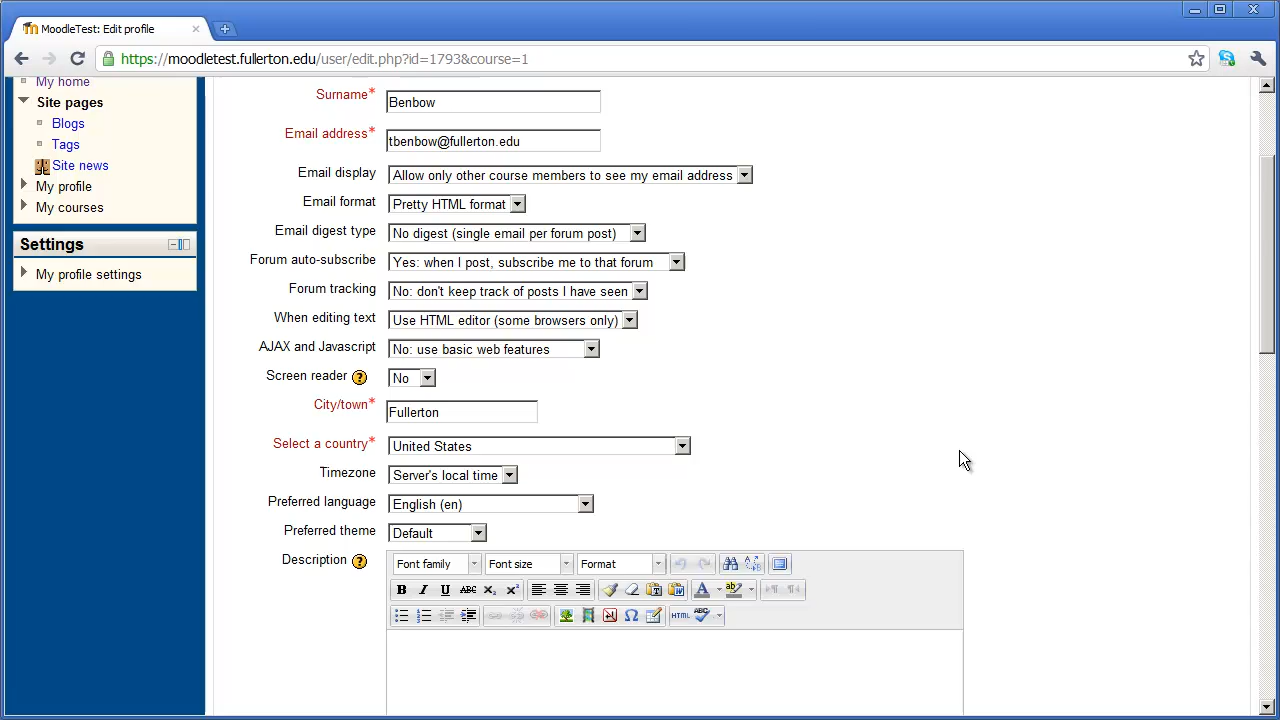 MoodleTest: Edit profile
https://moodletest.fullerton.edu/user/edit.php?id=1793&course=1
My home
Site pages
Blogs
Tags
Site news
My profile
My courses
Settings
My profile settings
Surname* Benbow
Email address* tbenbow@fullerton.edu
Email display Allow only other course members to see my email address
Email format Pretty HTML format
Email digest type No digest (single email per forum post)
Forum auto-subscribe Yes: when I post, subscribe me to that forum
Forum tracking No: don't keep track of posts I have seen
When editing text Use HTML editor (some browsers only)
AJAX and Javascript No: use basic web features
Screen reader ? No
City/town* Fullerton
Select a country* United States
Timezone Server's local time
Preferred language English (en)
Preferred theme Default
Description ? Font family Font size Format
B I U ABC x₂ x² A ab
Ω HTML ABC